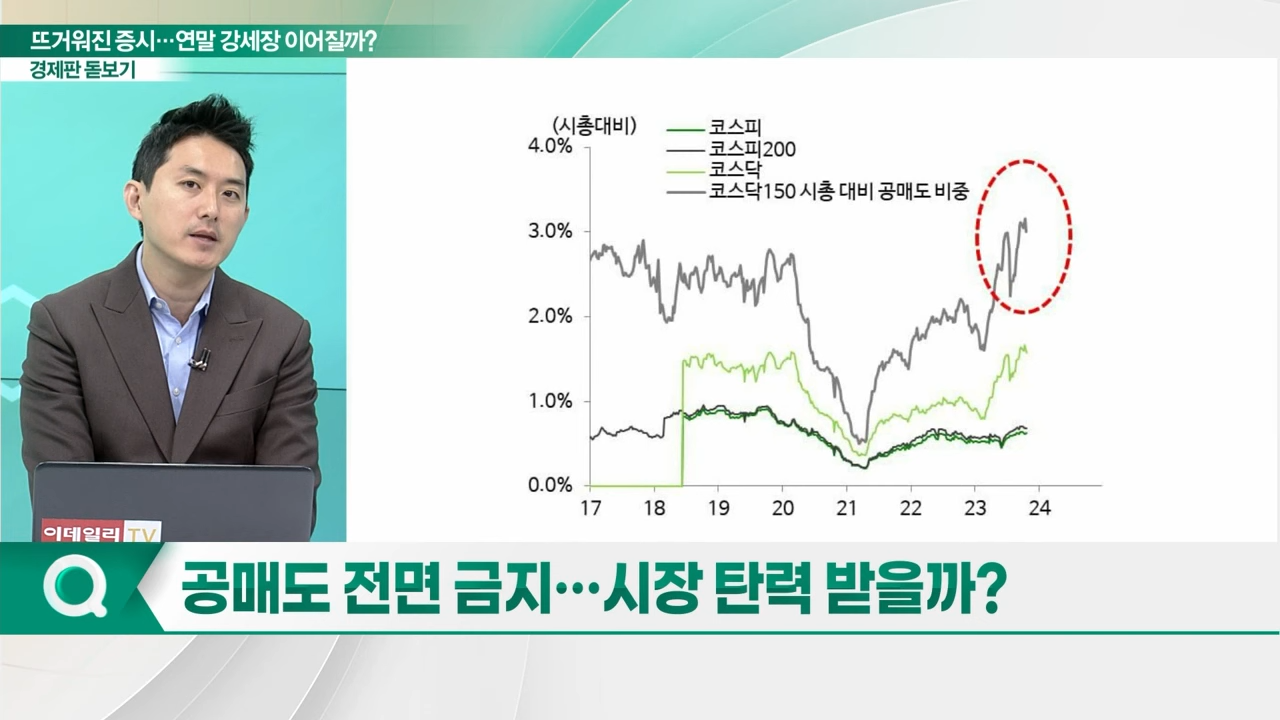 뜨거워진 증시…연말 강세장 이어질까?
경제판 돋보기
(시총대비)
코스피
코스피200
코스닥
코스닥150 시총 대비 공매도 비중
4.0%
3.0%
2.0%
1.0%
0.0%
17 18 19 20 21 22 23 24
이데일리 TV
공매도 전면 금지…시장 탄력 받을까?